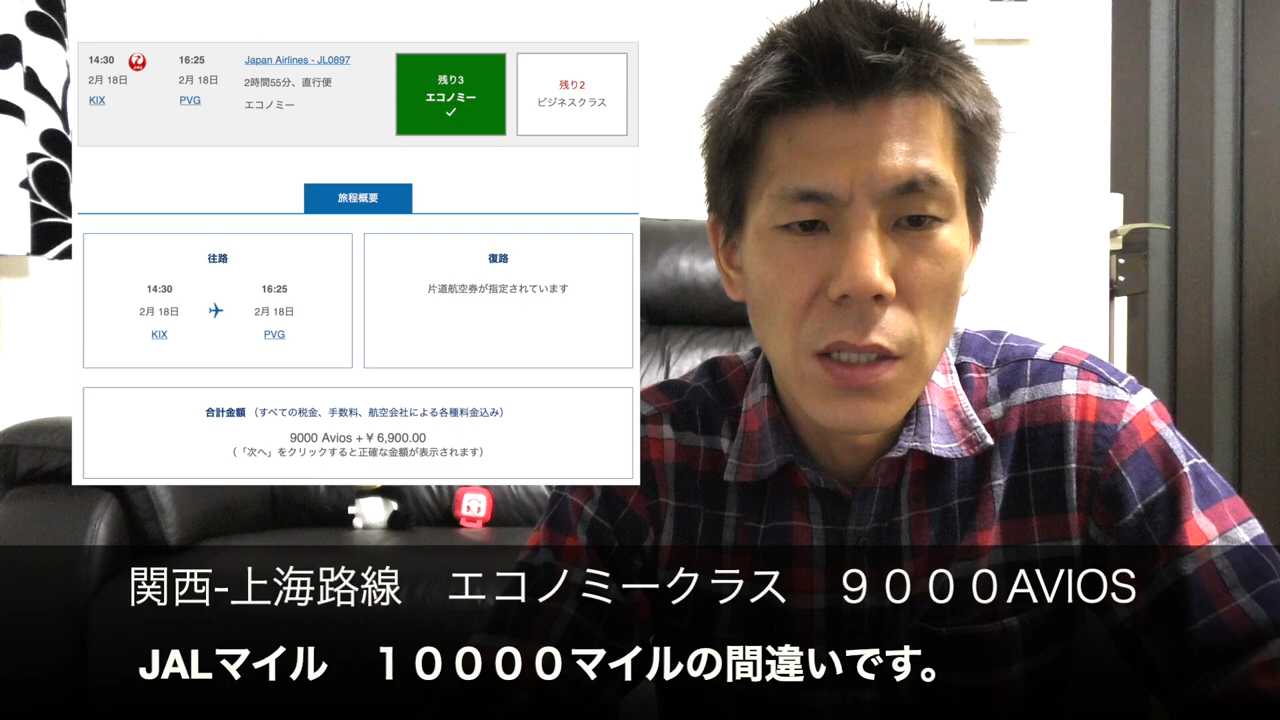 14:30
2月 18日
KIX
16:25
2月 18日
PVG
Japan Airlines - JL0897
2時間55分、直行便
エコノミー
残り3
エコノミー
残り2
ビジネスクラス
旅程概要
往路
14:30
2月 18日
KIX
16:25
2月 18日
PVG
復路
片道航空券が指定されています
合計金額 （すべての税金、手数料、航空会社による各種料金込み）
9000 Avios + ¥ 6,900.00
（「次へ」をクリックすると正確な金額が表示されます）
関西-上海路線　エコノミークラス　９０００AVIOS
JALマイル　１００００マイルの間違いです。